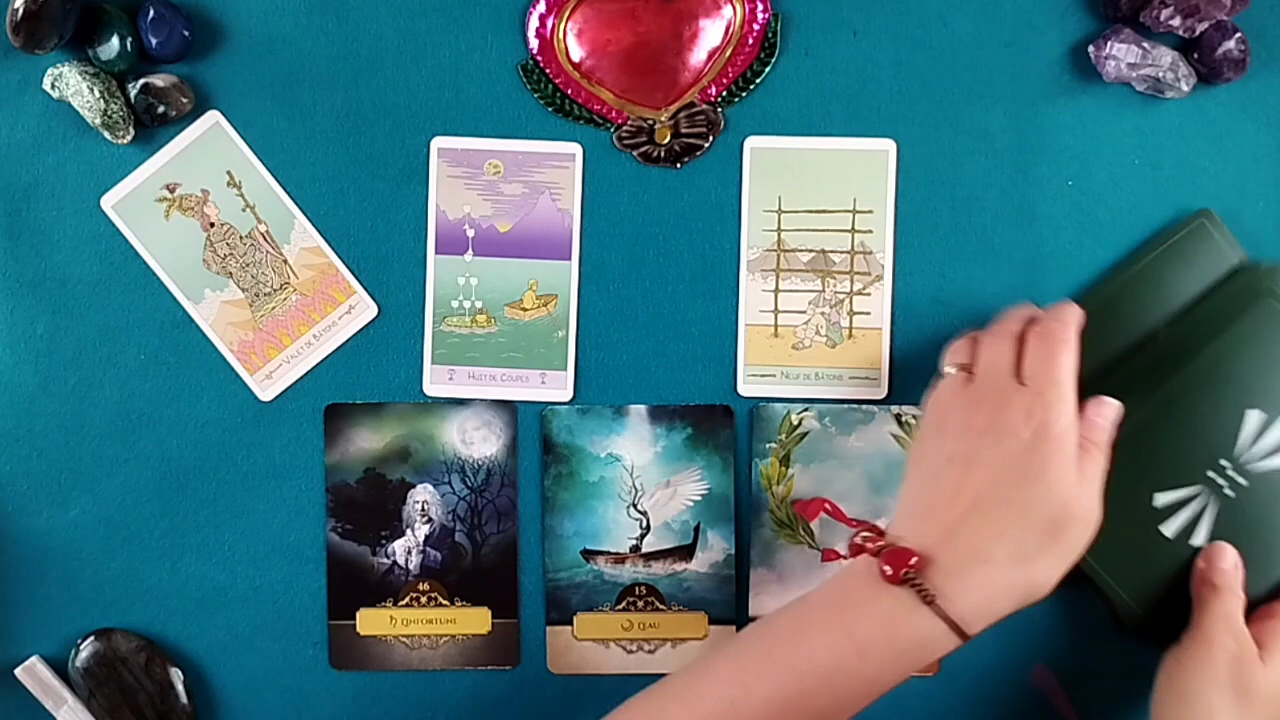 VALET DE BÂTONS
HUIT DE COUPES
NEUF DE BÂTONS
46
♄ L'INFORTUNE
15
☽ L'EAU